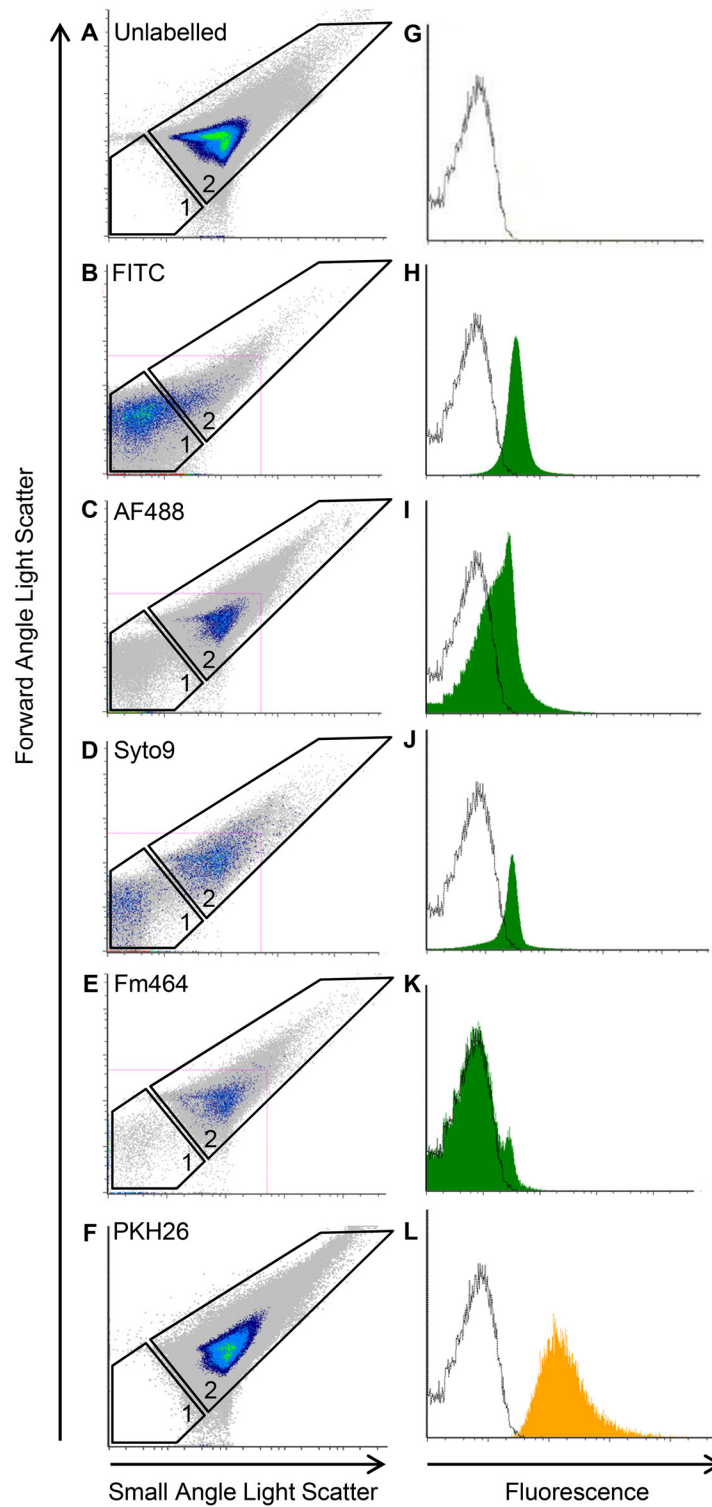 Forward Angle Light Scatter
A Unlabelled
1 2
G
B FITC
1 2
H
C AF488
1 2
I
D Syto9
1 2
J
E Fm464
1 2
K
F PKH26
1 2
L
Small Angle Light Scatter
Fluorescence